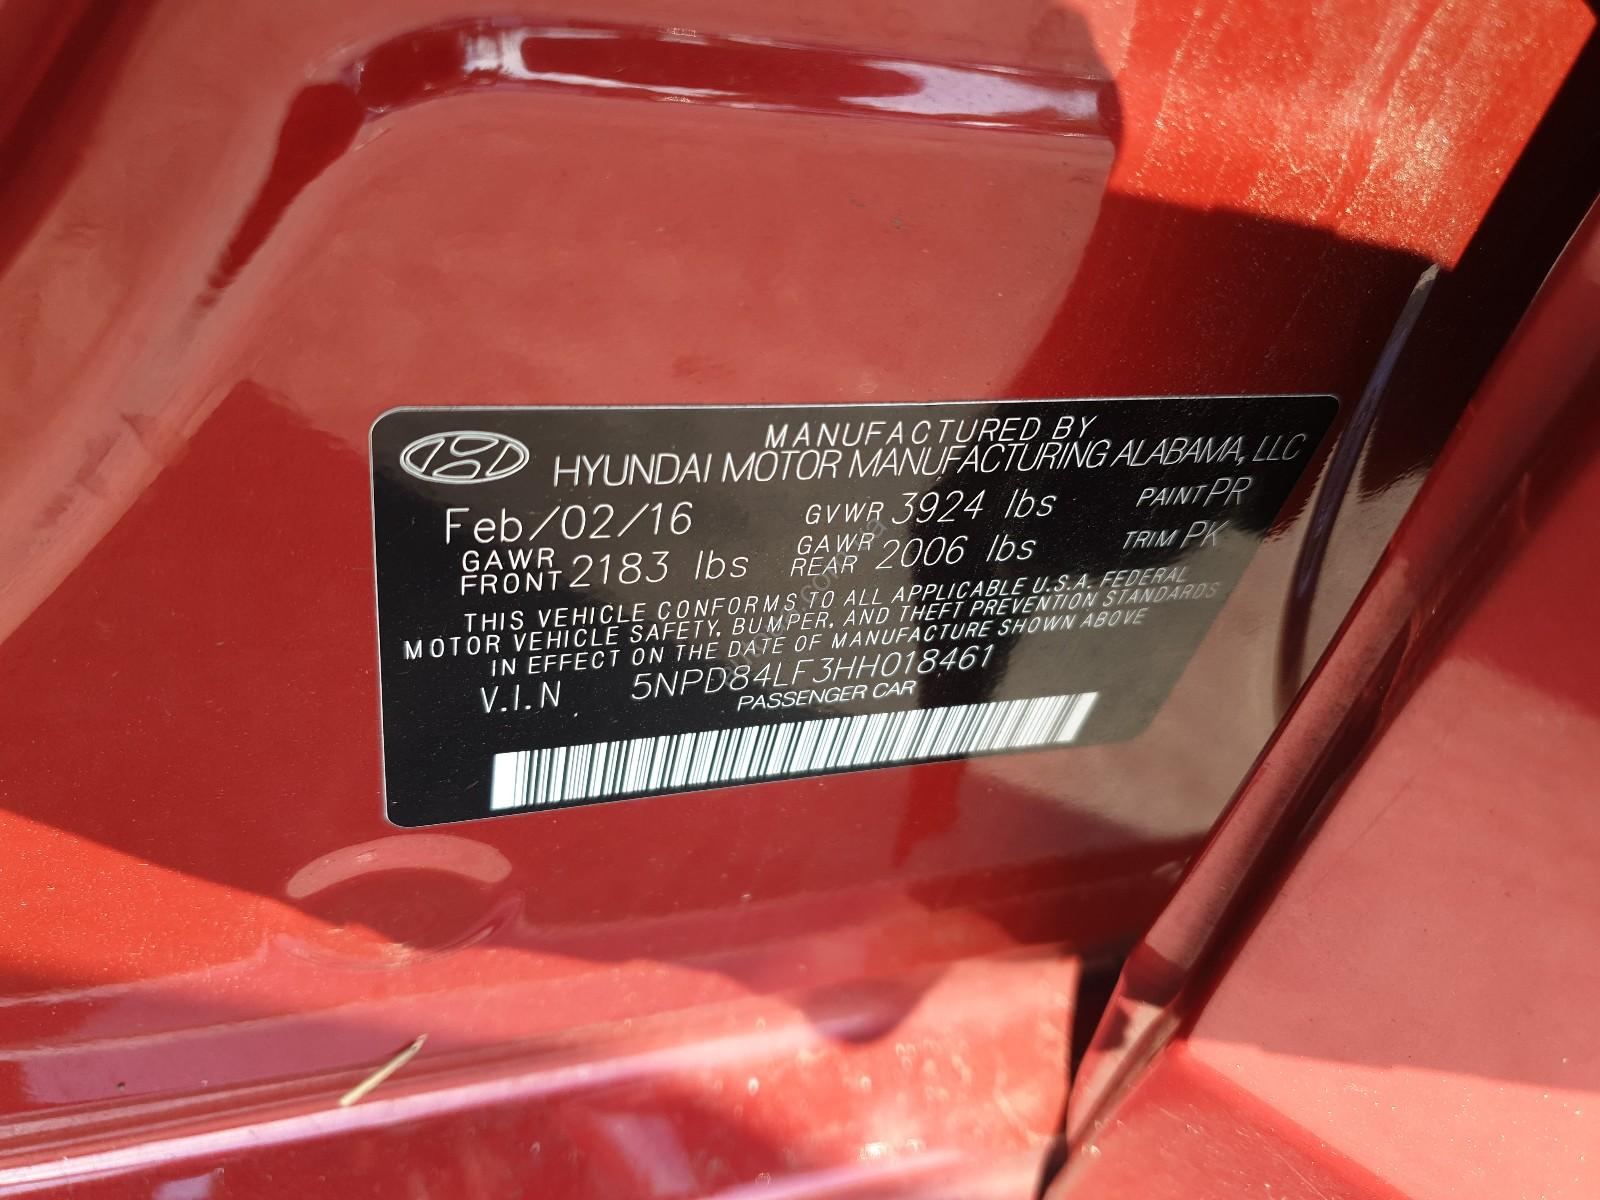 MANUFACTURED BY
HYUNDAI MOTOR MANUFACTURING ALABAMA, LLC
Feb/02/16 GVWR 3924 lbs PAINT PR
GAWR FRONT 2183 lbs GAWR REAR 2006 lbs TRIM PK
THIS VEHICLE CONFORMS TO ALL APPLICABLE U.S.A. FEDERAL
MOTOR VEHICLE SAFETY, BUMPER, AND THEFT PREVENTION STANDARDS
IN EFFECT ON THE DATE OF MANUFACTURE SHOWN ABOVE
V.I.N 5NPD84LF3HH018461
PASSENGER CAR